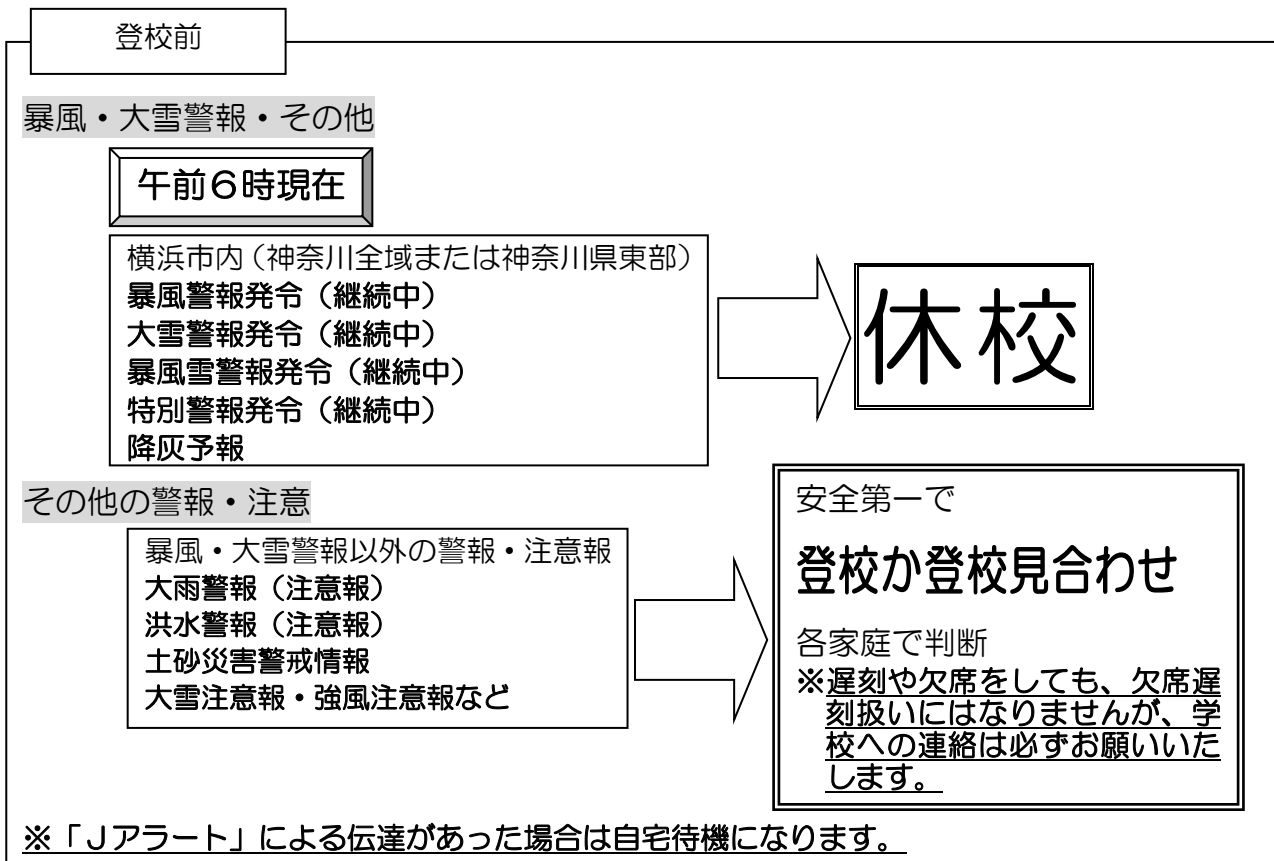 登校前
暴風・大雪警報・その他
午前６時現在
横浜市内（神奈川全域または神奈川県東部）
暴風警報発令（継続中）
大雪警報発令（継続中）
暴風雪警報発令（継続中）
特別警報発令（継続中）
降灰予報
休校
その他の警報・注意
暴風・大雪警報以外の警報・注意報
大雨警報（注意報）
洪水警報（注意報）
土砂災害警戒情報
大雪注意報・強風注意報など
安全第一で
登校か登校見合わせ
各家庭で判断
※遅刻や欠席をしても、欠席遅
刻扱いにはなりませんが、学
校への連絡は必ずお願いいた
します。
※「Ｊアラート」による伝達があった場合は自宅待機になります。